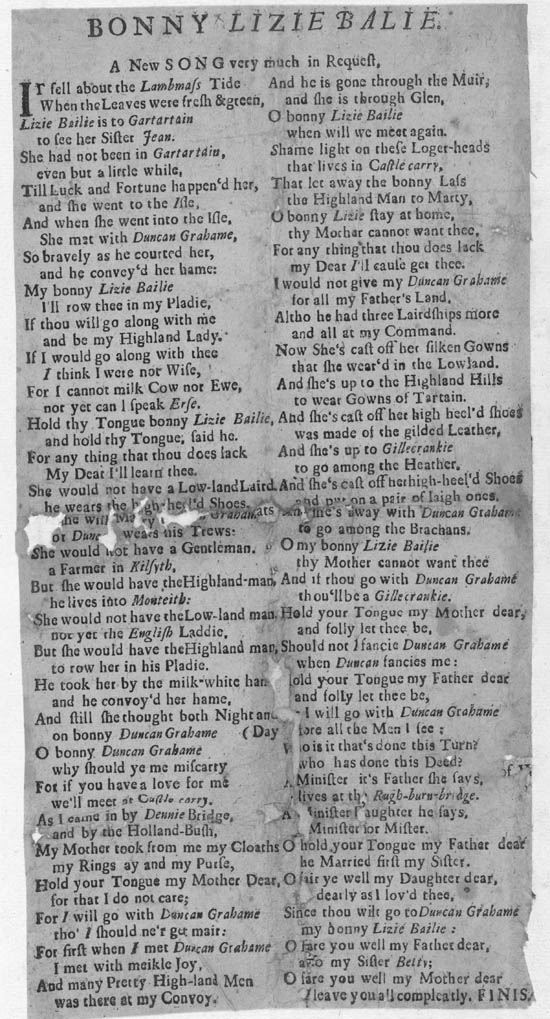 BONNY LIZIE BALIE.
A New SONG very much in Requeſt,
IT fell about the Lambmaſs Tide
When the Leaves were freſh & green,
Lizie Bailie is to Gartartain
to ſee her Siſter Jean.
She had not been in Gartartain,
even but a little while,
Till Luck and Fortune happen'd her,
and ſhe went to the Iſle,
And when ſhe went into the Iſle,
She met with Duncan Grahame,
So bravely as he courted her,
and he convey'd her hame:
My bonny Lizie Bailie
I'll row thee in my Pladie,
If thou will go along with me
and be my Highland Lady.
If I would go along with thee
I think I were not Wiſe,
For I cannot milk Cow nor Ewe,
nor yet can I ſpeak Erſe.
Hold thy Tongue bonny Lizie Bailie,
and hold thy Tongue, ſaid he.
For any thing that thou does lack
My Dear I'll learn thee.
She would not have a Low-land Laird
he wears the high-heel'd Shoes.
ſhe will Grahame
or wears his Trews:
She would not have a Gentleman.
a Farmer in Kilſyth,
But ſhe would have the Highland-man,
he lives into Monteith:
She would not have the Low-land man
nor yet the Engliſh Laddie,
But ſhe would have the Highland man,
to row her in his Pladie.
He took her by the milk-white
and he convoy'd her hame,
And ſtill ſhe thought both Night and
on bonny Duncan Grahame (Day
O bonny Duncan Grahame
why ſhould ye me miſcarry
For if you have a love for me
we'll meet at Caſtle carry.
As I came in by Dennie Bridge,
and by the Holland-Buſh,
My Mother took from me my Cloaths
my Rings ay and my Purſe,
Hold your Tongue my Mother Dear,
for that I do not care;
For I will go with Duncan Grahame
tho' I ſhould ne'r get mair:
For firſt when I met Duncan Grahame
I met with meikle Joy,
And many Pretty High-land Men
was there at my Convoy.
And he is gone through the Muir,
and ſhe is through Glen,
O bonny Lizie Bailie
when will we meet again.
Shame light on theſe Loger-heads
that lives in Caſtle carry,
That let away the bonny Laſs
the Highland Man to Marry,
O bonny Lizie ſtay at home,
thy Mother cannot want thee,
For any thing that thou does lack
my Dear I'll cauſe get thee.
I would not give my Duncan Grahame
for all my Father's Land,
Altho he had three Lairdſhips more
and all at my Command.
Now She's caſt off her ſilken Gowns
that ſhe wear'd in the Lowland.
And ſhe's up to the Highland Hills
to wear Gowns of Tartain.
And ſhe's caſt off her high heel'd ſhoes
was made of the gilded Leather,
And ſhe's up to Gillecrankie
to go among the Heather,
And ſhe's caſt off her high-heel'd Shoes
and put on a pair of laigh ones,
ſhe's away with Duncan Grahame
to go among the Brachans.
O my bonny Lizie Bailie
thy Mother cannot want thee
And if thou go with Duncan Grahame
thou'll be a Gillecrankie.
Hold your Tongue my Mother dear,
and folly let thee be,
Should not I fancie Duncan Grahame
when Duncan fancies me:
Hold your Tongue my Father dear
and folly let thee be,
I will go with Duncan Grahame
fore all the Men I ſee:
Who is it that's done this Turn?
who has done this Deed?
A Miniſter it's Father ſhe ſays,
lives at the Rugh-burn-bridge.
A Miniſter Daughter he ſays,
Miniſter for Miſter.
O hold your Tongue my Father dear
he Married firſt my Siſter.
O fair ye well my Daughter dear,
dearly as I lov'd thee,
Since thou wilt go to Duncan Grahame
my bonny Lizie Bailie:
O fare you well my Father dear,
alſo my Siſter Betty;
O fare you well my Mother dear
I leave you all compleatly. FINIS.